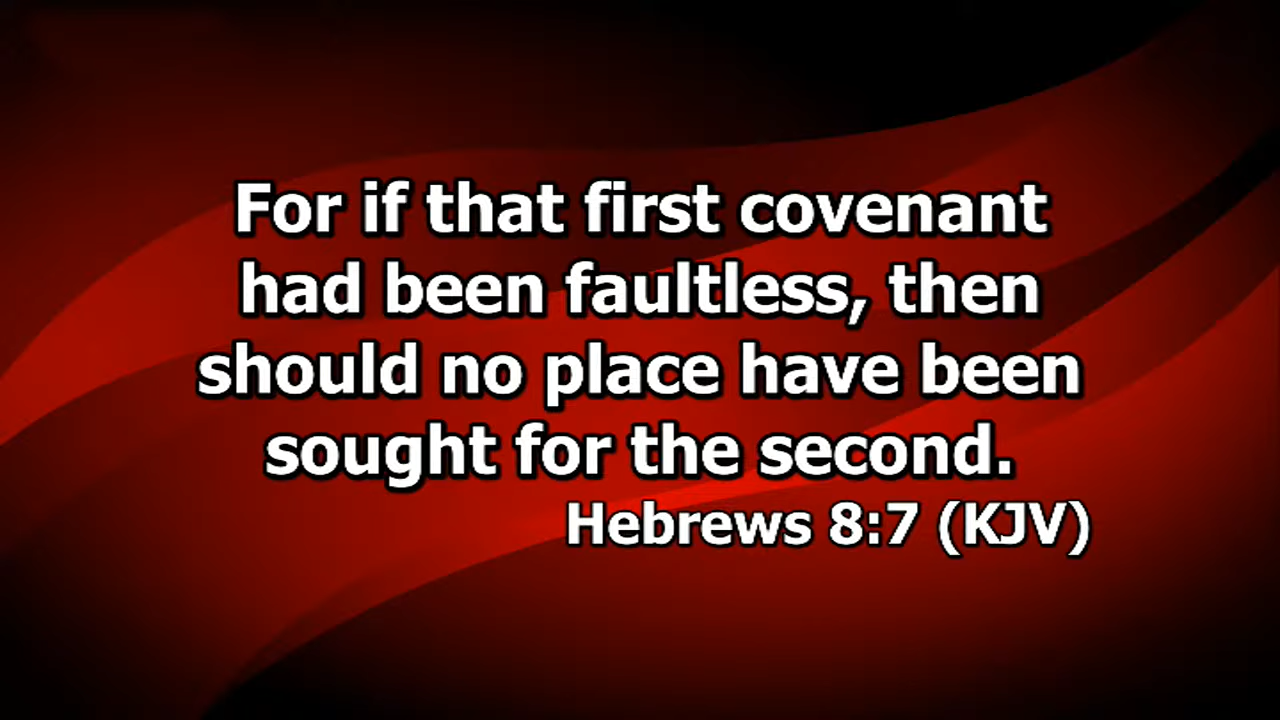 For if that first covenant
had been faultless, then
should no place have been
sought for the second.
Hebrews 8:7 (KJV)